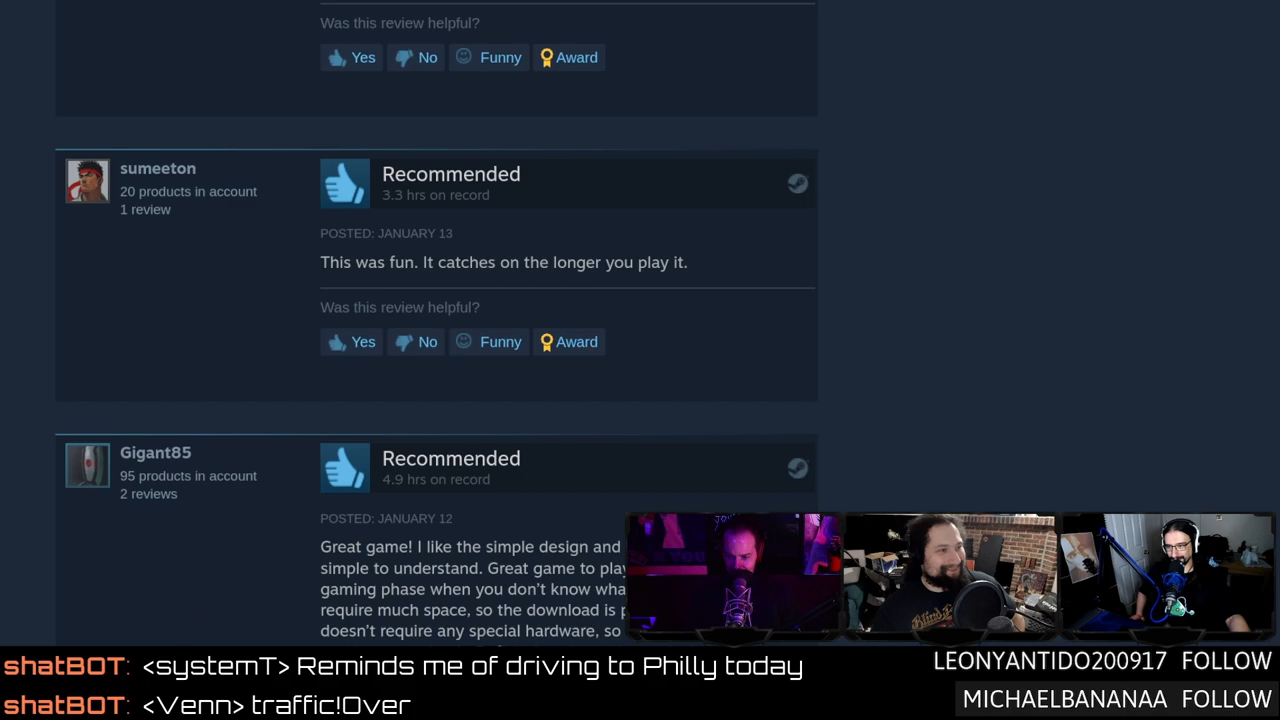 Was this review helpful?
Yes No Funny Award
sumeeton
20 products in account
1 review
Recommended
3.3 hrs on record
POSTED: JANUARY 13
This was fun. It catches on the longer you play it.
Was this review helpful?
Yes No Funny Award
Gigant85
95 products in account
2 reviews
Recommended
4.9 hrs on record
POSTED: JANUARY 12
Great game! I like the simple design and
simple to understand. Great game to play
gaming phase when you don't know wha
require much space, so the download is p
doesn't require any special hardware, so
shatBOT: <systemT> Reminds me of driving to Philly today
shatBOT: <Venn> traffic!Over
LEONYANTIDO200917 FOLLOW
MICHAELBANANAA FOLLOW